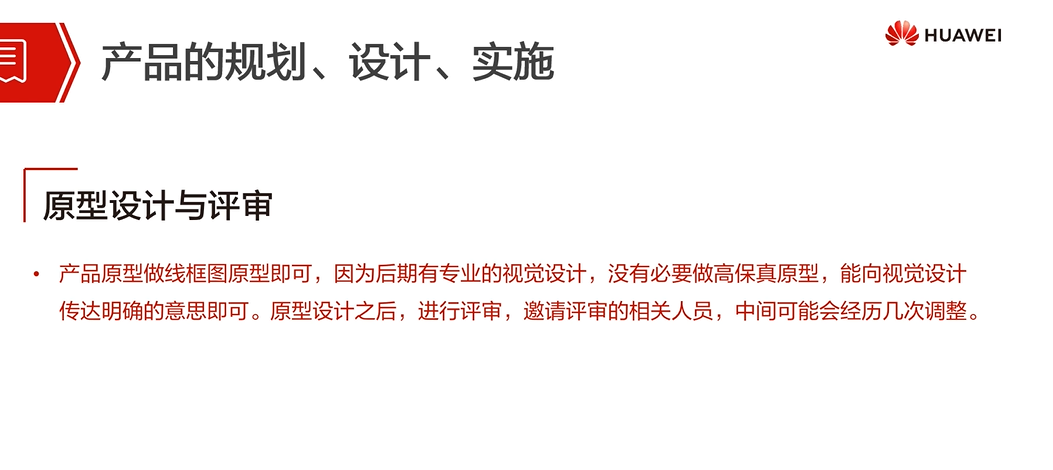 产品的规划、设计、实施
HUAWEI
原型设计与评审
• 产品原型做线框图原型即可，因为后期有专业的视觉设计，没有必要做高保真原型，能向视觉设计
传达明确的意思即可。原型设计之后，进行评审，邀请评审的相关人员，中间可能会经历几次调整。